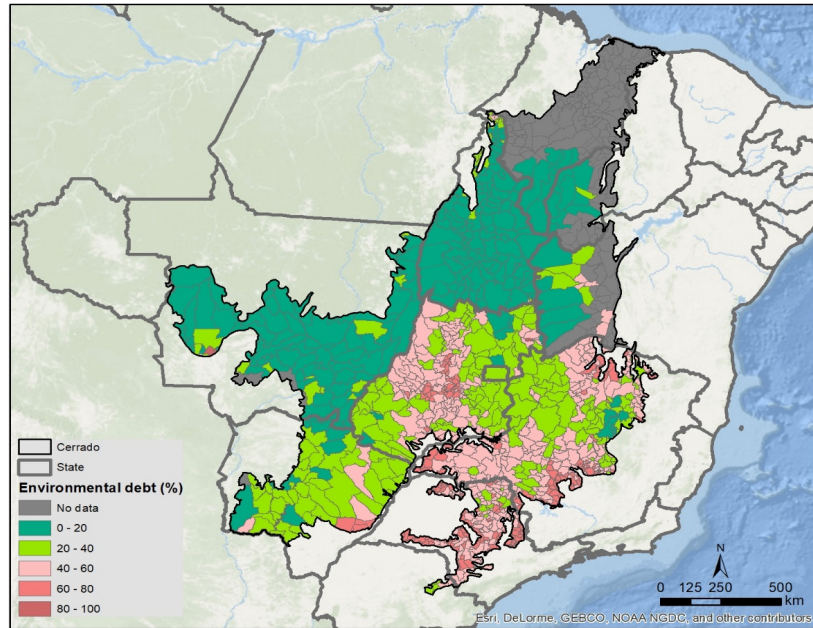 Cerrado
State
Environmental debt (%)
No data
0 - 20
20 - 40
40 - 60
60 - 80
80 - 100
N
0 125 250 500
km
Esri, DeLorme, GEBCO, NOAA NGDC, and other contributors